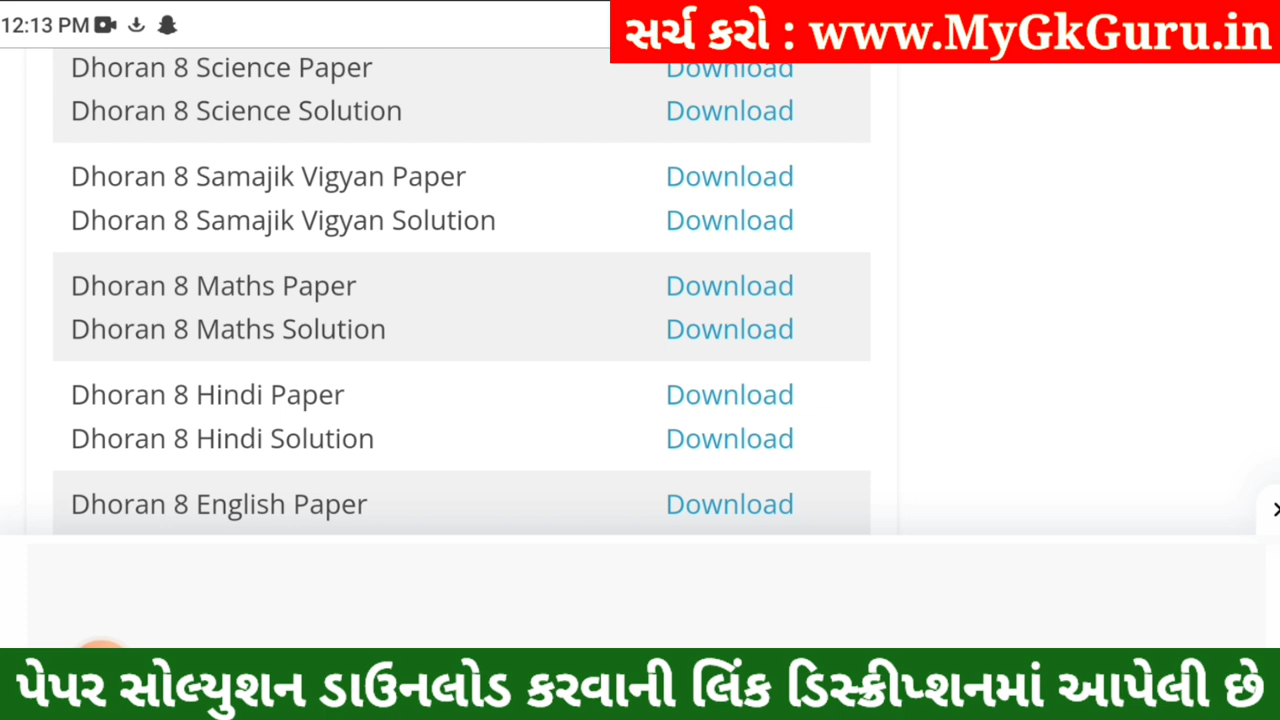 12:13 PM
સર્ચ કરો : www.MyGkGuru.in
Dhoran 8 Science Paper Download
Dhoran 8 Science Solution Download
Dhoran 8 Samajik Vigyan Paper Download
Dhoran 8 Samajik Vigyan Solution Download
Dhoran 8 Maths Paper Download
Dhoran 8 Maths Solution Download
Dhoran 8 Hindi Paper Download
Dhoran 8 Hindi Solution Download
Dhoran 8 English Paper Download
પેપર સોલ્યુશન ડાઉનલોડ કરવાની લિંક ડિસ્ક્રીપ્શનમાં આપેલી છે